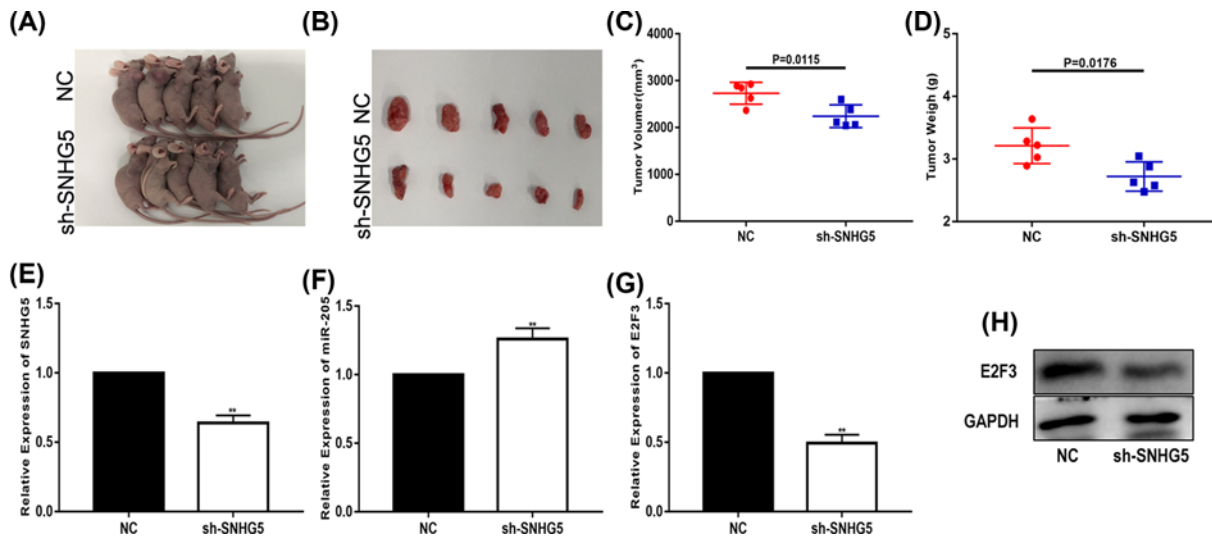 (A)
NC
sh-SNHG5
(B)
NC
sh-SNHG5
(C)
Tumor Volumer(mm³)
4000
3000
2000
1000
0
P=0.0115
NC
sh-SNHG5
(D)
Tumor Weigh (g)
5
4
3
2
P=0.0176
NC
sh-SNHG5
(E)
Relative Expression of SNHG5
1.5
1.0
0.5
0.0
**
NC
sh-SNHG5
(F)
Relative Expression of miR-205
1.5
1.0
0.5
0.0
**
NC
sh-SNHG5
(G)
Relative Expression of E2F3
1.5
1.0
0.5
0.0
**
NC
sh-SNHG5
(H)
E2F3
GAPDH
NC
sh-SNHG5